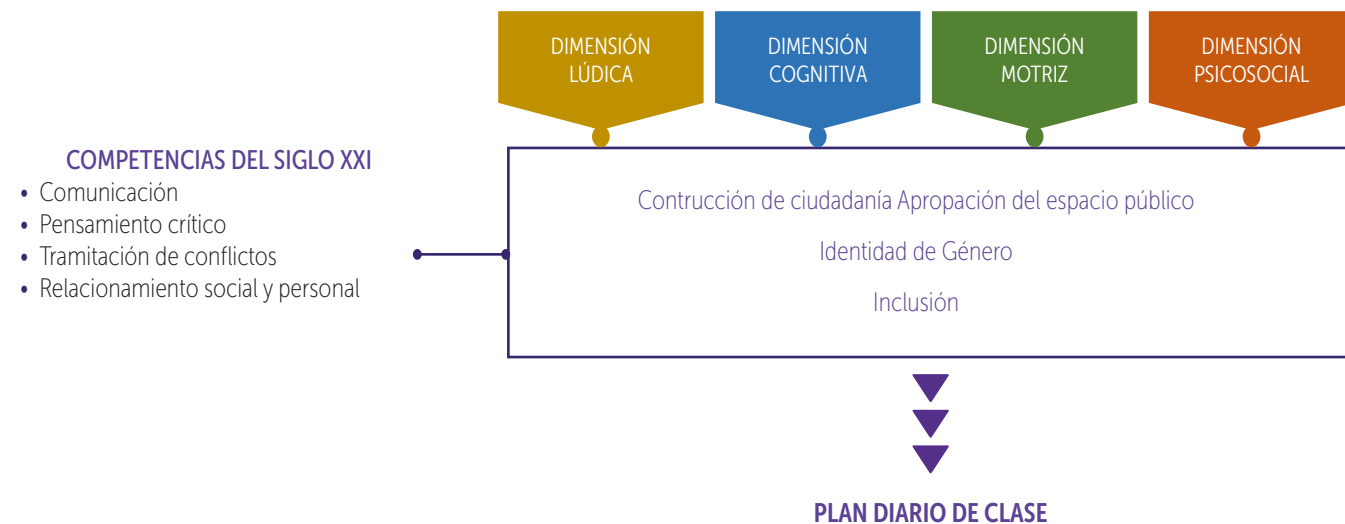 DIMENSIÓN
LÚDICA
DIMENSIÓN
COGNITIVA
DIMENSIÓN
MOTRIZ
DIMENSIÓN
PSICOSOCIAL
COMPETENCIAS DEL SIGLO XXI
• Comunicación
• Pensamiento crítico
• Tramitación de conflictos
• Relacionamiento social y personal
Contrucción de ciudadanía Apropación del espacio público
Identidad de Género
Inclusión
PLAN DIARIO DE CLASE